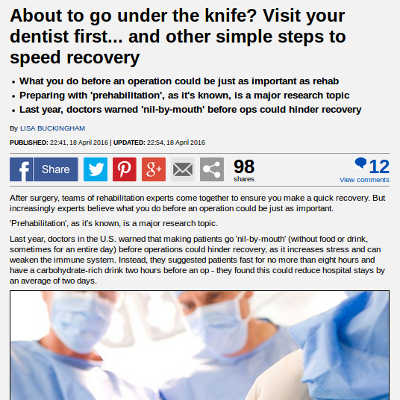 About to go under the knife? Visit your
dentist first... and other simple steps to
speed recovery
• What you do before an operation could be just as important as rehab
• Preparing with 'prehabilitation', as it's known, is a major research topic
• Last year, doctors warned 'nil-by-mouth' before ops could hinder recovery
By LISA BUCKINGHAM
PUBLISHED: 22:41, 18 April 2016 | UPDATED: 22:54, 18 April 2016
f Share
g+
98
shares
12
View comments
After surgery, teams of rehabilitation experts come together to ensure you make a quick recovery. But
increasingly experts believe what you do before an operation could be just as important.
'Prehabilitation', as it's known, is a major research topic.
Last year, doctors in the U.S. warned that making patients go 'nil-by-mouth' (without food or drink,
sometimes for an entire day) before operations could hinder recovery, as it increases stress and can
weaken the immune system. Instead, they suggested patients fast for no more than eight hours and
have a carbohydrate-rich drink two hours before an op - they found this could reduce hospital stays by
an average of two days.